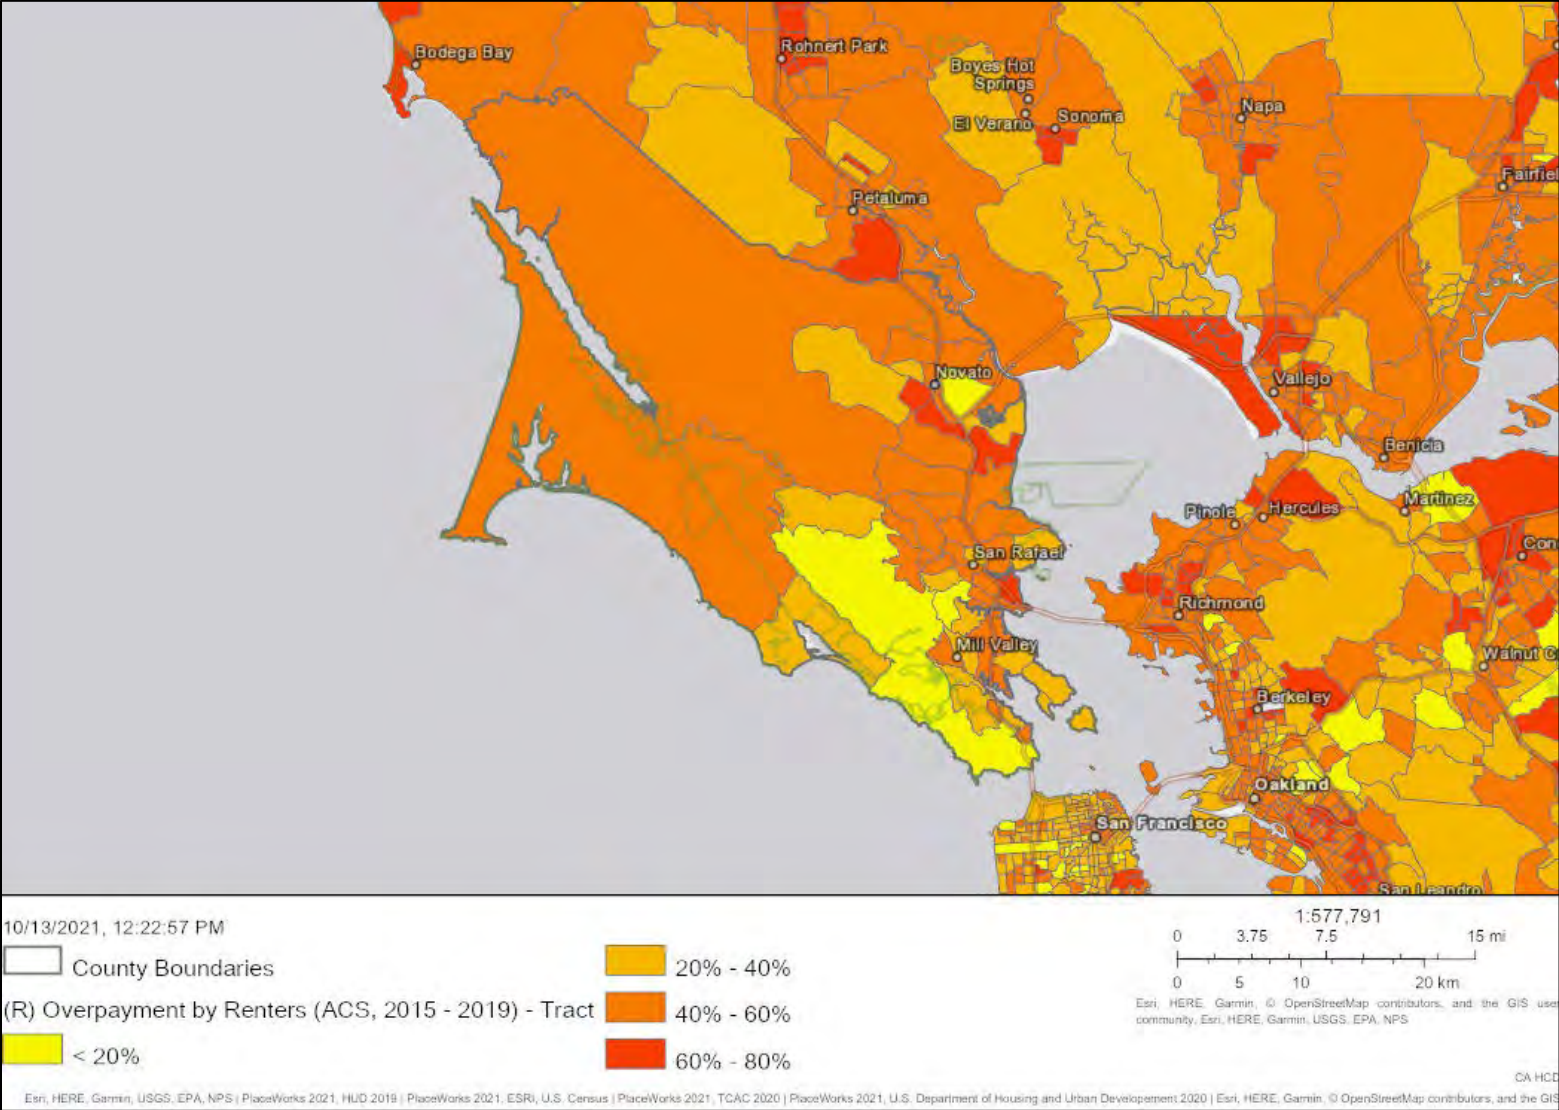 Bodega Bay
Rohnert Park
Boyes Hot
Springs
El Verano
Sonoma
Napa
Fairfiel
Petaluma
Novato
Vallejo
Benicia
Martinez
Pinole
Hercules
Con
San Rafael
Richmond
Mill Valley
Walnut C
Berkeley
Oakland
San Francisco
San Leandro
10/13/2021, 12:22:57 PM
County Boundaries
(R) Overpayment by Renters (ACS, 2015 - 2019) - Tract
< 20%
20% - 40%
40% - 60%
60% - 80%
1:577,791
0 3.75 7.5 15 mi
0 5 10 20 km
Esri, HERE, Garmin, © OpenStreetMap contributors, and the GIS user
community, Esri, HERE, Garmin, USGS, EPA, NPS
CA HCD
Esri, HERE, Garmin, USGS, EPA, NPS | PlaceWorks 2021, HUD 2019 | PlaceWorks 2021, ESRI, U.S. Census | PlaceWorks 2021, TCAC 2020 | PlaceWorks 2021, U.S. Department of Housing and Urban Developement 2020 | Esri, HERE, Garmin, © OpenStreetMap contributors, and the GIS